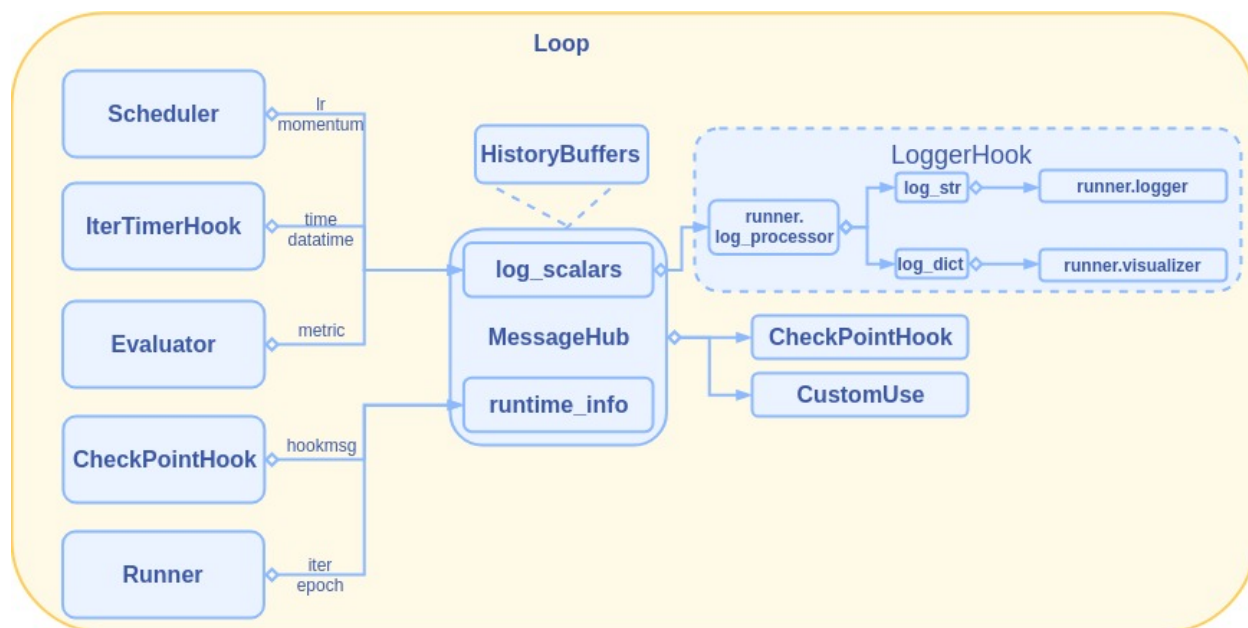 Loop
Scheduler
lr
momentum
IterTimerHook
time
datatime
Evaluator
metric
CheckPointHook
hookmsg
Runner
iter
epoch
HistoryBuffers
log_scalars
MessageHub
runtime_info
LoggerHook
runner.
log_processor
log_str
runner.logger
log_dict
runner.visualizer
CheckPointHook
CustomUse